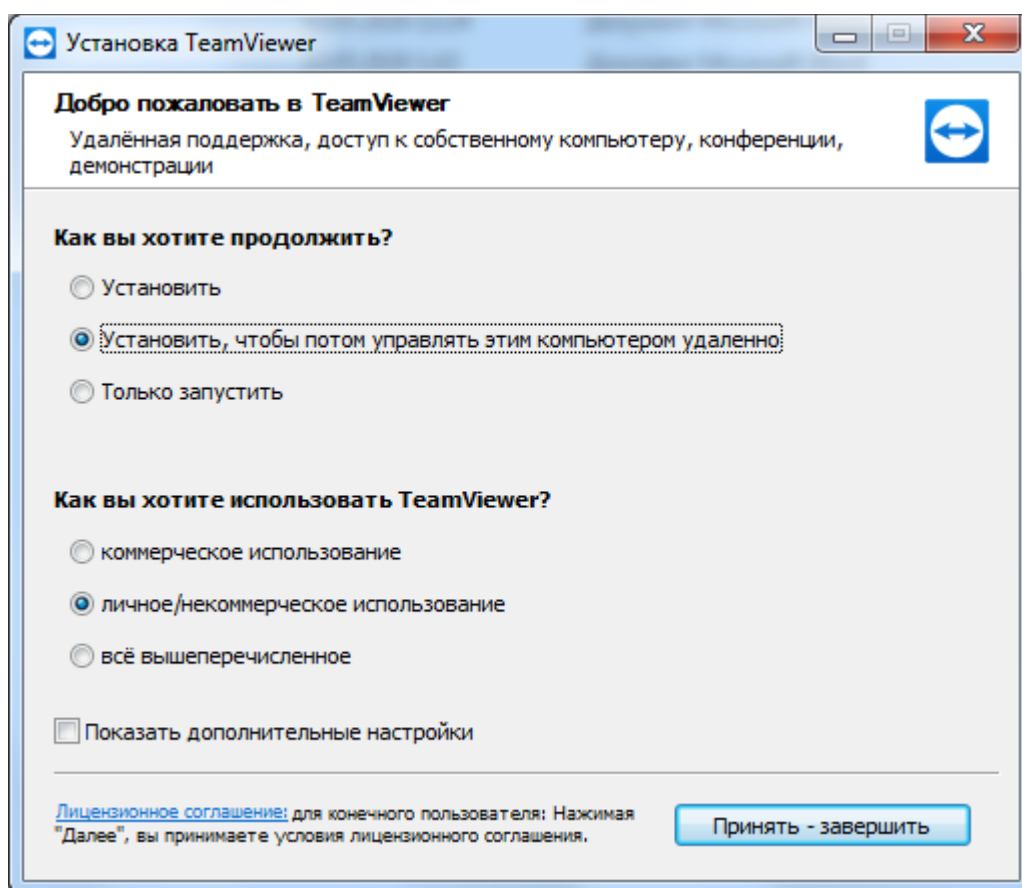 Установка TeamViewer
Добро пожаловать в TeamViewer
Удалённая поддержка, доступ к собственному компьютеру, конференции,
демонстрации
Как вы хотите продолжить?
Установить
Установить, чтобы потом управлять этим компьютером удаленно
Только запустить
Как вы хотите использовать TeamViewer?
коммерческое использование
личное/некоммерческое использование
всё вышеперечисленное
Показать дополнительные настройки
Лицензионное соглашение: для конечного пользователя: Нажимая
"Далее", вы принимаете условия лицензионного соглашения.
Принять - завершить